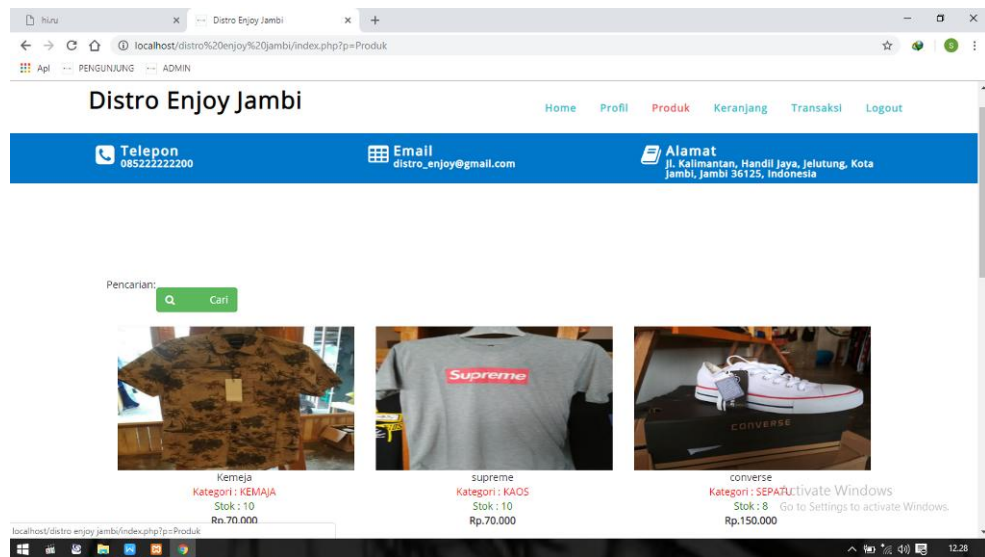 hi.ru
Distro Enjoy Jambi
localhost/distro%20enjoy%20jambi/index.php?p=Produk
S
Apl PENGUNJUNG ADMIN
Distro Enjoy Jambi
Home Profil Produk Keranjang Transaksi Logout
Telepon
085222222200
Email
distro_enjoy@gmail.com
Alamat
Jl. Kalimantan, Handil Jaya, Jelutung, Kota
Jambi, Jambi 36125, Indonesia
Pencarian:
Cari
Supreme
CONVERSE
Kemeja
Kategori : KEMAJA
Stok : 10
Rp.70.000
supreme
Kategori : KAOS
Stok : 10
Rp.70.000
converse
Kategori : SEPATU
Stok : 8
Rp.150.000
Activate Windows
Go to Settings to activate Windows.
localhost/distro enjoy jambi/index.php?p=Produk
12.28